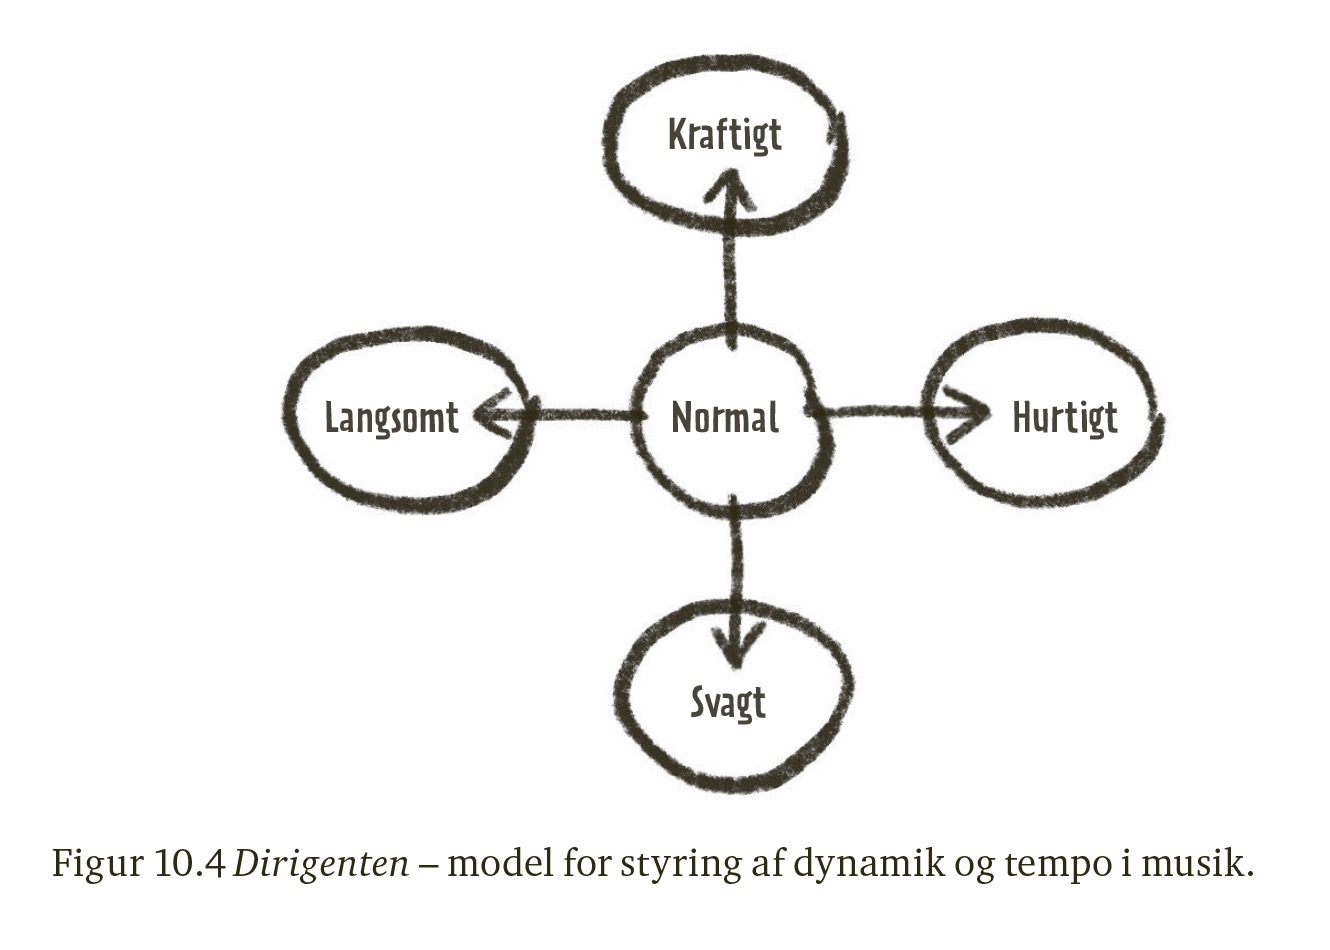 Kraftigt
Langsomt
Normal
Hurtigt
Svagt
Figur 10.4 Dirigenten – model for styring af dynamik og tempo i musik.